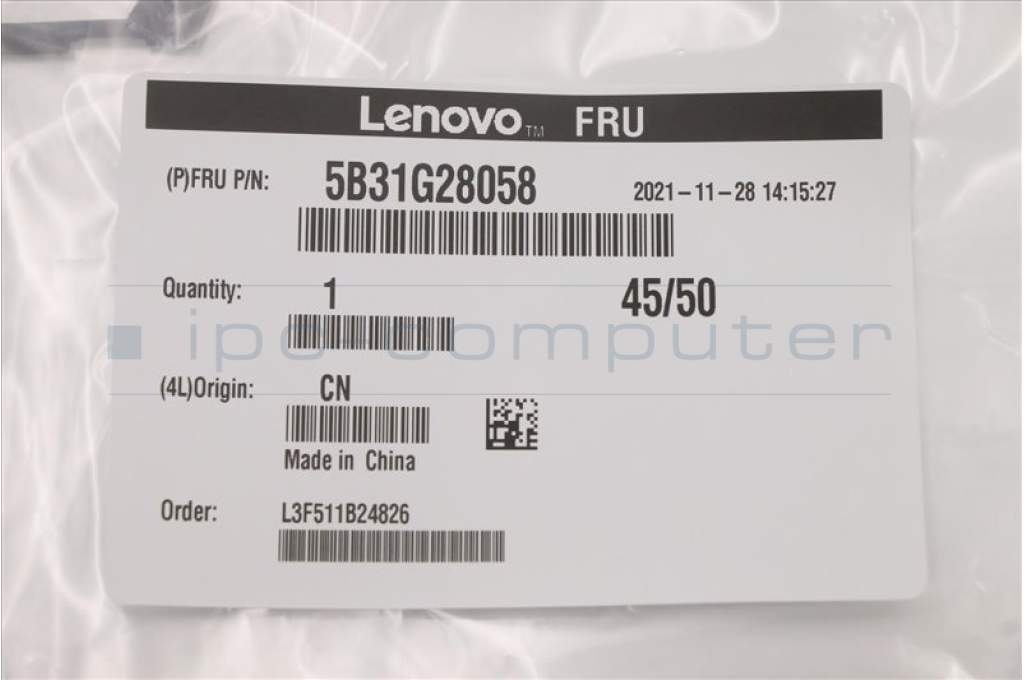 Lenovo™ FRU
(P)FRU P/N: 5B31G28058 2021-11-28 14:15:27
Quantity: 1 45/50
ipo-computer
(4L)Origin: CN
Made in China
Order: L3F511B24826